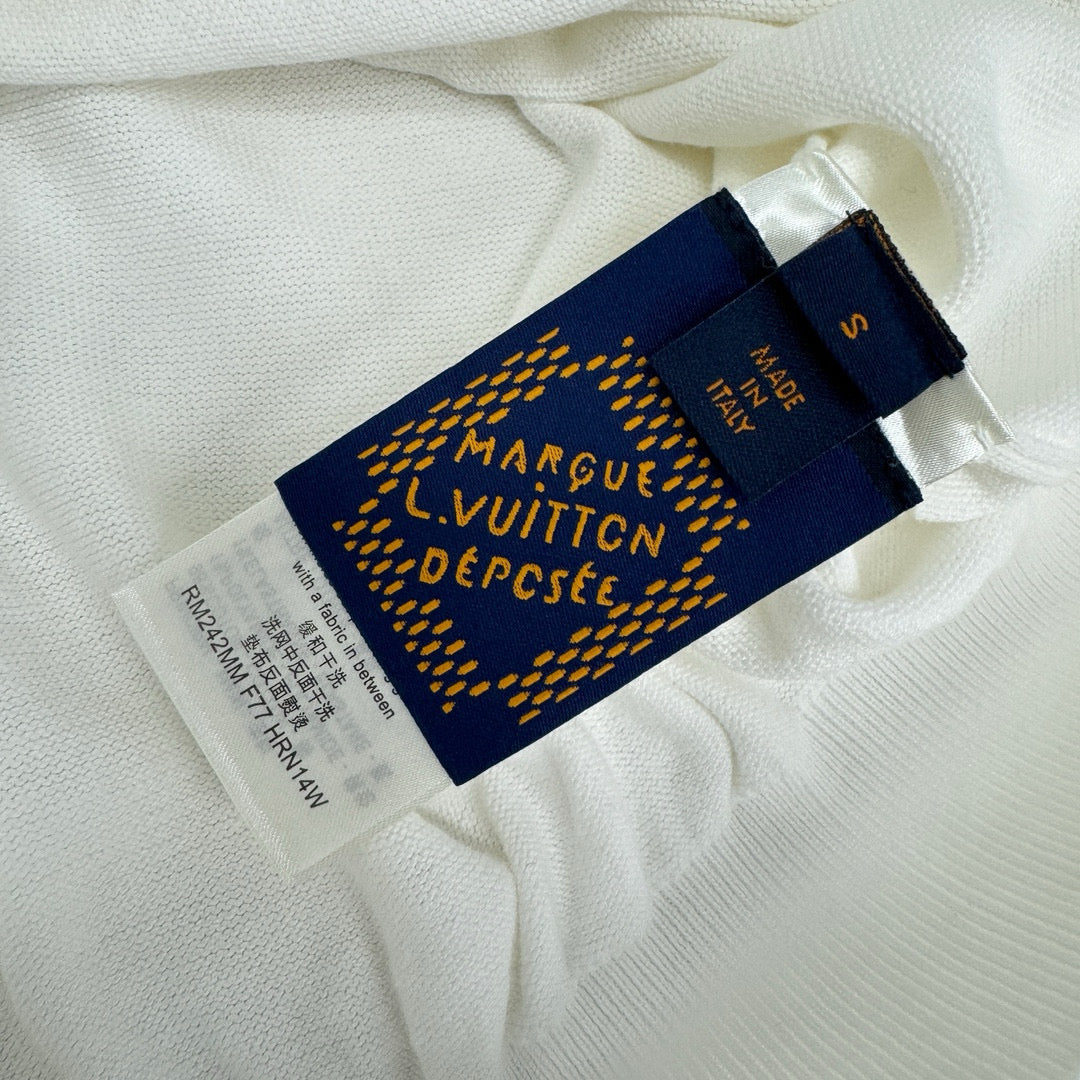 MARQUE
L.VUITTON
DÉPOSÉE
MADE
IN
ITALY
S
with a fabric in between
缓和干洗
洗网中反面干洗
垫布反面熨烫
RM242MM F77 HRN14W